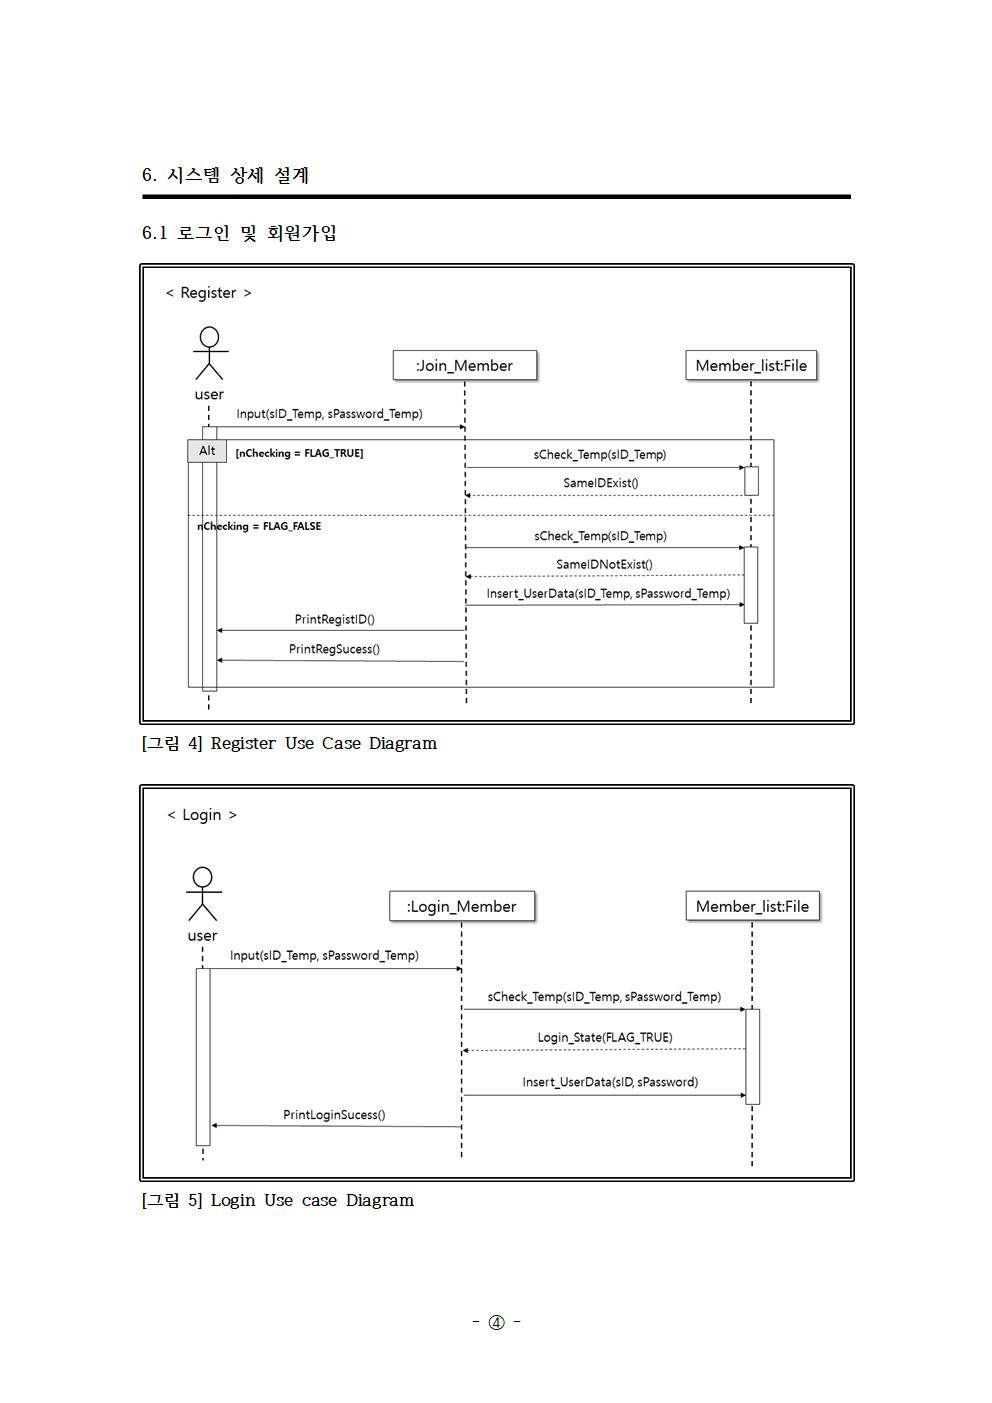 6. 시스템 상세 설계
6.1 로그인 및 회원가입
< Register >
:Join_Member
Member_list:File
user
Input(sID_Temp, sPassword_Temp)
Alt
[nChecking = FLAG_TRUE]
sCheck_Temp(sID_Temp)
SameIDExist()
nChecking = FLAG_FALSE
sCheck_Temp(sID_Temp)
SameIDNotExist()
Insert_UserData(sID_Temp, sPassword_Temp)
PrintRegistID()
PrintRegSucess()
[그림 4] Register Use Case Diagram
< Login >
:Login_Member
Member_list:File
user
Input(sID_Temp, sPassword_Temp)
sCheck_Temp(sID_Temp, sPassword_Temp)
Login_State(FLAG_TRUE)
Insert_UserData(sID, sPassword)
PrintLoginSucess()
[그림 5] Login Use case Diagram
- ④ -